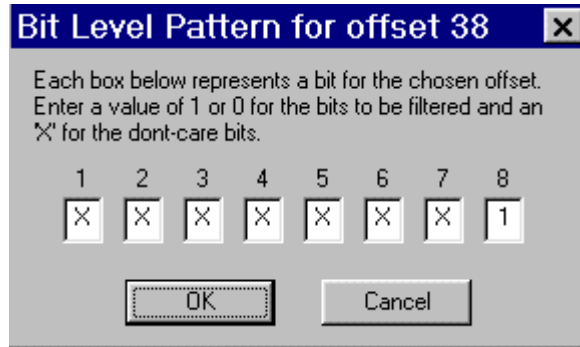 Bit Level Pattern for offset 38
Each box below represents a bit for the chosen offset.
Enter a value of 1 or 0 for the bits to be filtered and an
'X' for the dont-care bits.
1 2 3 4 5 6 7 8
X X X X X X X 1
OK Cancel